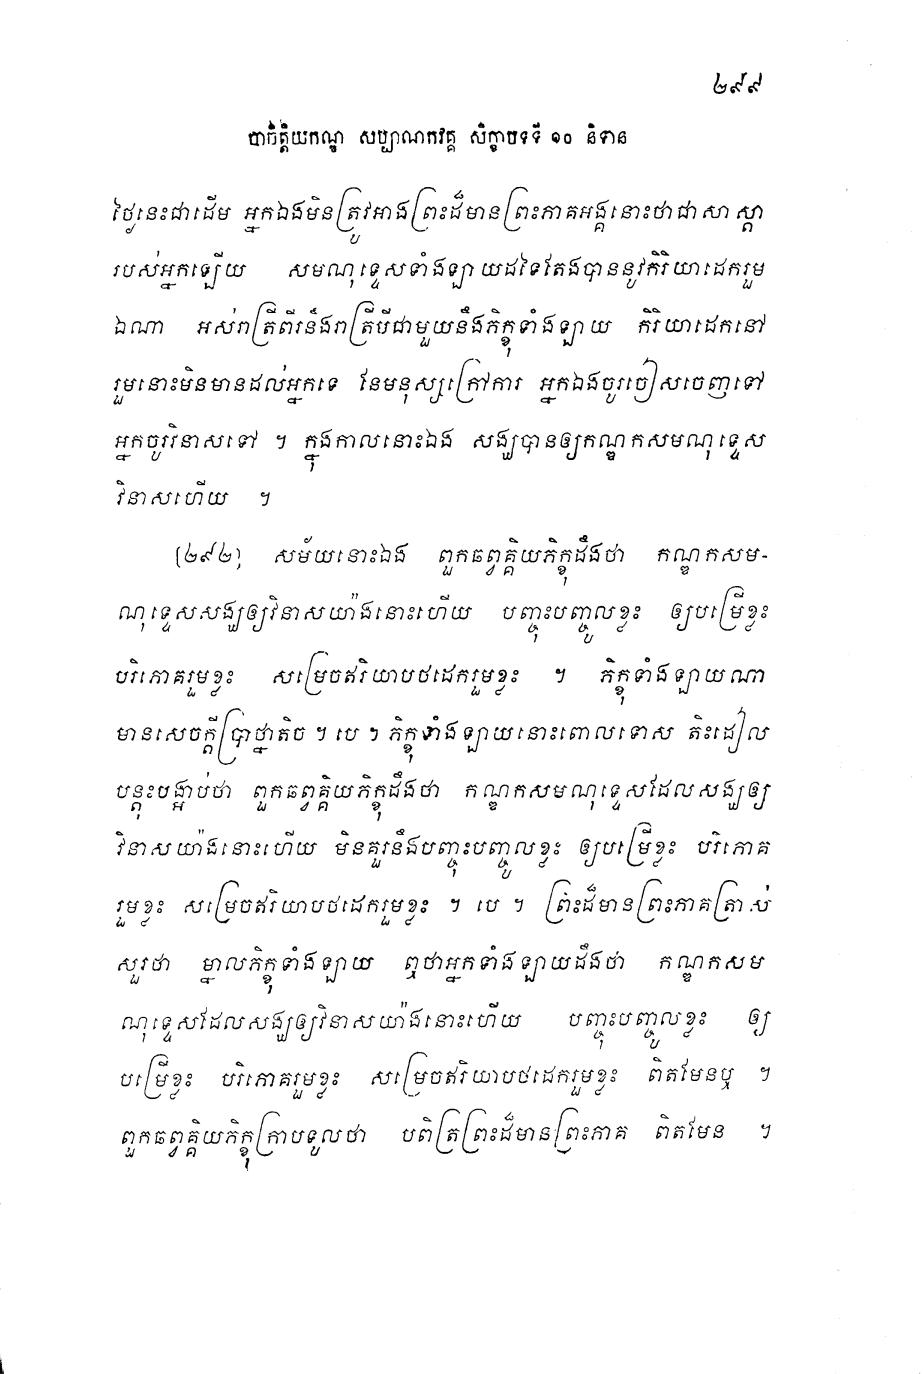 ២៩៩
បាចិត្តិយកណ្ឌ សប្បាណកវគ្គ សិក្ខាបទទី ១០ និទាន
ថ្ងៃនេះជាដើម អ្នកឯងមិនត្រូវអាងព្រះដ៏មានព្រះភាគអង្គនោះថាជាសាស្តា
របស់អ្នកឡើយ សមណុទ្ទេសទាំងឡាយដទៃតែងបាននូវកិរិយាដេករួម
ឯណា អស់រាត្រីពីរនឹងរាត្រីបីជាមួយនឹងភិក្ខុទាំងឡាយ កិរិយាដេកនៅ
រួមនោះមិនមានដល់អ្នកទេ នែមនុស្សក្រៅការ អ្នកឯងចូរចៀសចេញទៅ
អ្នកចូរវិនាសទៅ ។ ក្នុងកាលនោះឯង សង្ឃបានឲ្យកណ្ឌកសមណុទ្ទេស
វិនាសហើយ ។
[២៩២] សម័យនោះឯង ពួកឆព្វគ្គិយភិក្ខុដឹងថា កណ្ឌកសម-
ណុទ្ទេសសង្ឃឲ្យវិនាសយ៉ាងនោះហើយ បញ្ចុះបញ្ចូលខ្លះ ឲ្យបម្រើខ្លះ
បរិភោគរួមខ្លះ សម្រេចឥរិយាបថដេករួមខ្លះ ។ ភិក្ខុទាំងឡាយណា
មានសេចក្តីប្រាថ្នាតិច ។ បេ ។ ភិក្ខុទាំងឡាយនោះពោលទោស តិះដៀល
បន្តុះបង្អាប់ថា ពួកឆព្វគ្គិយភិក្ខុដឹងថា កណ្ឌកសមណុទ្ទេសដែលសង្ឃឲ្យ
វិនាសយ៉ាងនោះហើយ មិនគួរនឹងបញ្ចុះបញ្ចូលខ្លះ ឲ្យបម្រើខ្លះ បរិភោគ
រួមខ្លះ សម្រេចឥរិយាបថដេករួមខ្លះ ។ បេ ។ ព្រះដ៏មានព្រះភាគត្រាស់
សួរថា ម្នាលភិក្ខុទាំងឡាយ ឮថាអ្នកទាំងឡាយដឹងថា កណ្ឌកសម
ណុទ្ទេសដែលសង្ឃឲ្យវិនាសយ៉ាងនោះហើយ បញ្ចុះបញ្ចូលខ្លះ ឲ្យ
បម្រើខ្លះ បរិភោគរួមខ្លះ សម្រេចឥរិយាបថដេករួមខ្លះ ពិតមែនឬ ។
ពួកឆព្វគ្គិយភិក្ខុក្រាបទូលថា បពិត្រព្រះដ៏មានព្រះភាគ ពិតមែន ។